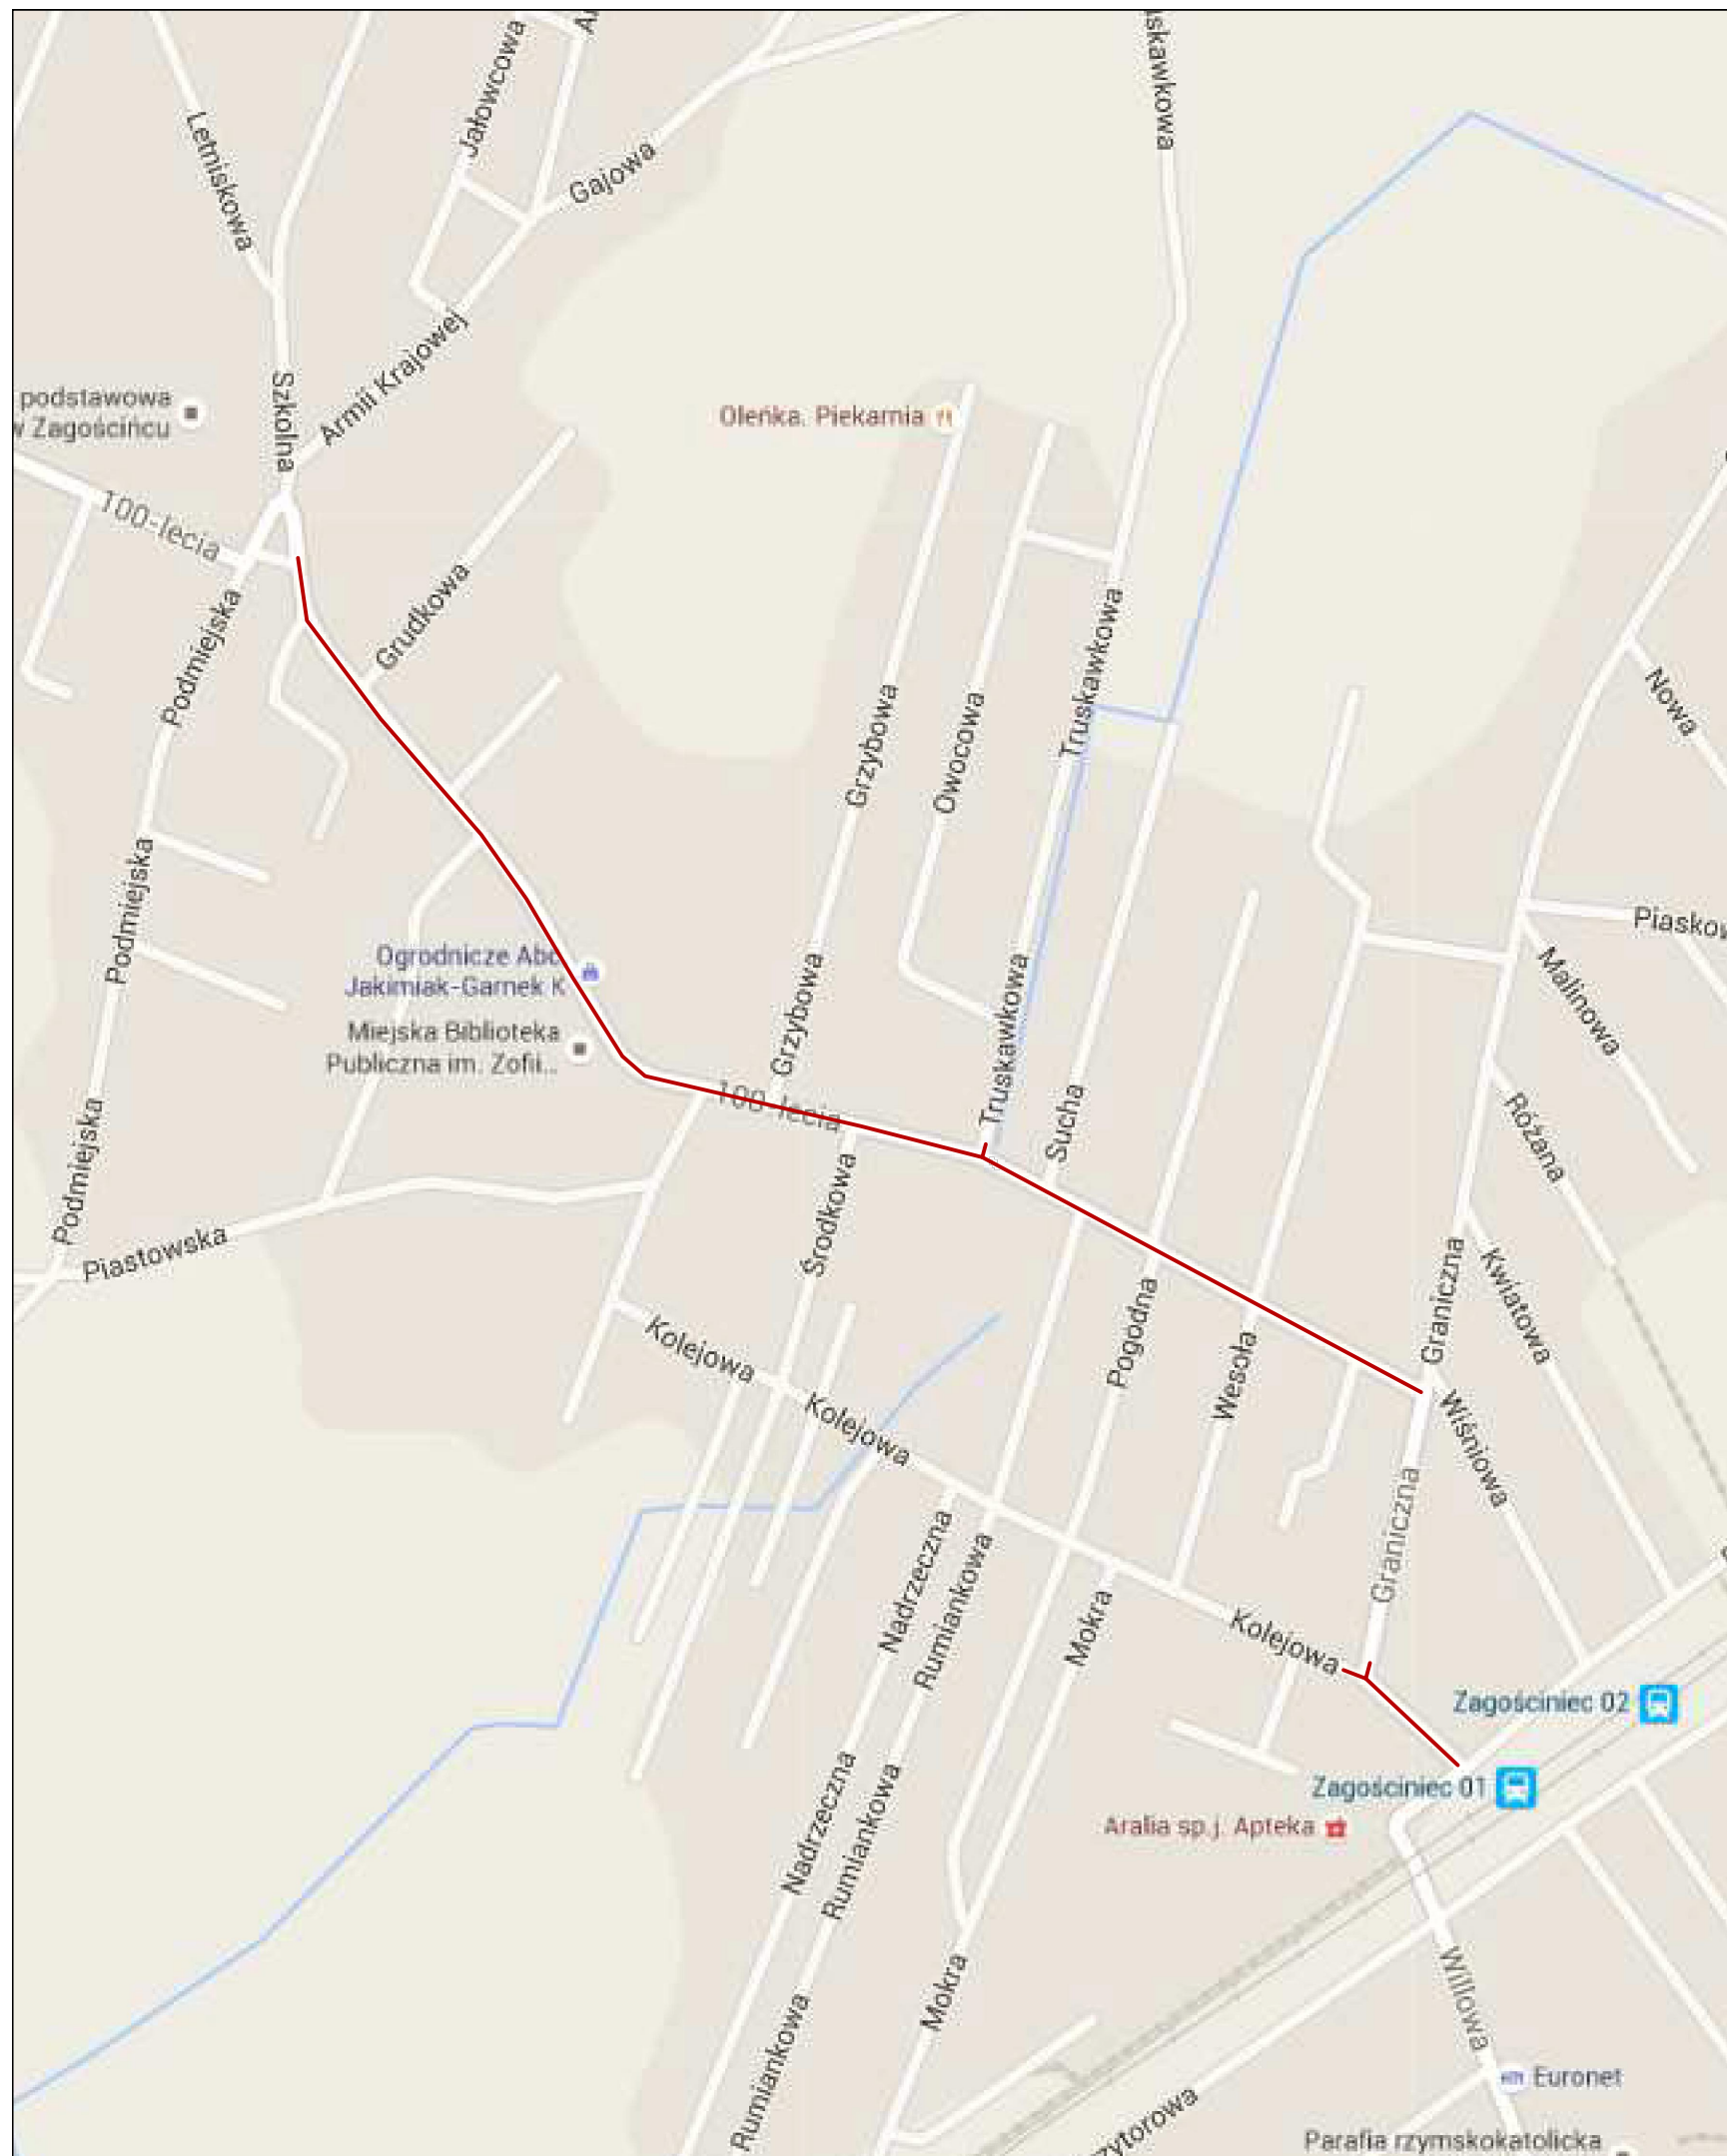 Jałowcowa
Letniskowa
Gajowa
skawkowa
Armii Krajowej
Szkolna
podstawowa
w Zagościńcu
Oleńka. Piekarnia
100-lecia
Grudkowa
Podmiejska
Truskawkowa
Nowa
Grzybowa
Owocowa
Podmiejska
Piaskow
Malinowa
Ogrodnicze Abc
Jakimiak-Garnek K
Grzybowa
Truskawkowa
Miejska Biblioteka
Publiczna im. Zofii...
100-lecia
Sucha
Różana
Podmiejska
Środkowa
Piastowska
Graniczna
Kwiatowa
Kolejowa
Pogodna
Wesoła
Kolejowa
Wiśniowa
Graniczna
Nadrzeczna
Rumiankowa
Mokra
Kolejowa
Zagościniec 02
Zagościniec 01
Nadrzeczna
Rumiankowa
Aralia sp.j. Apteka
Mokra
Willowa
Rumiankowa
Euronet
zytorowa
Parafia rzymskokatolicka